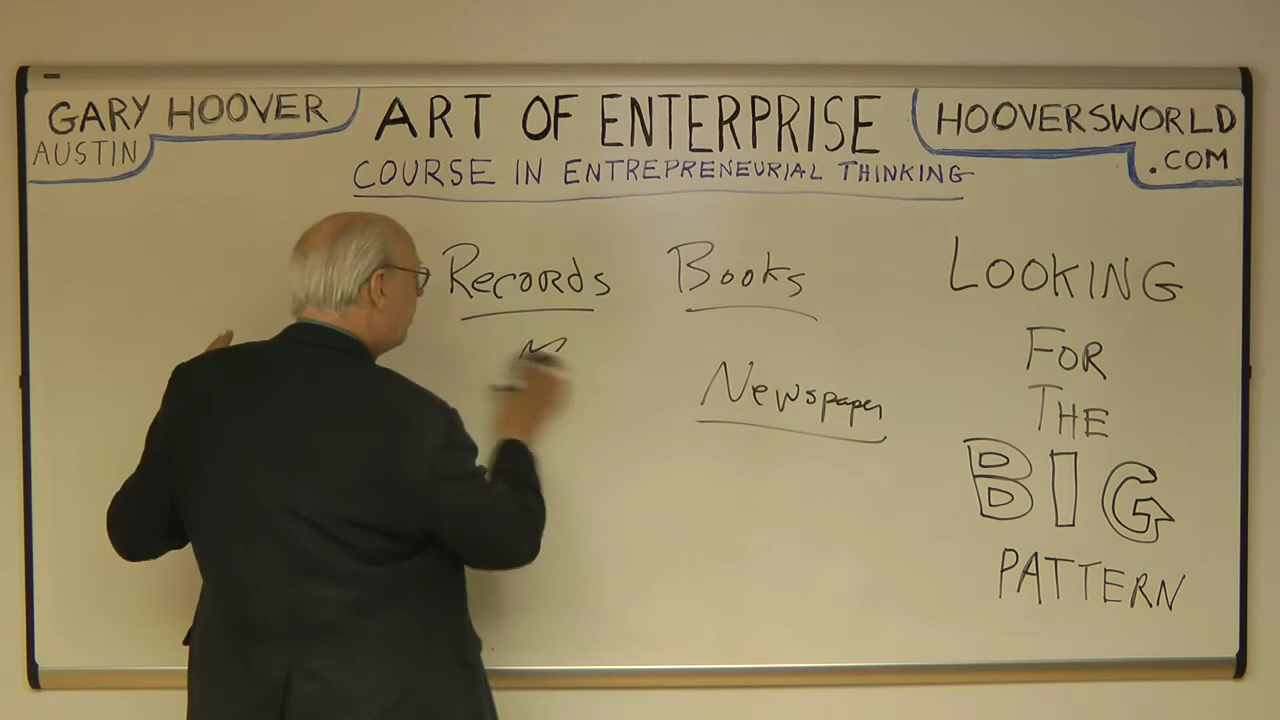 GARY HOOVER
AUSTIN
ART OF ENTERPRISE
COURSE IN ENTREPRENEURIAL THINKING
HOOVERSWORLD
.COM
Records
Books
Newspaper
LOOKING
FOR
THE
BIG
PATTERN